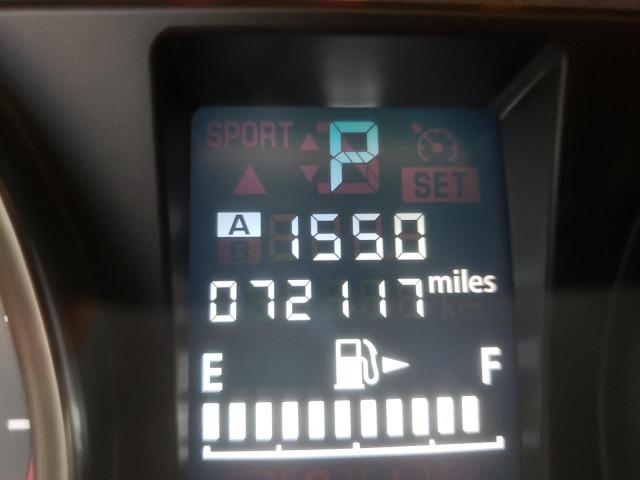 SPORT P
SET
A 1550
B
072117 miles
km
E F